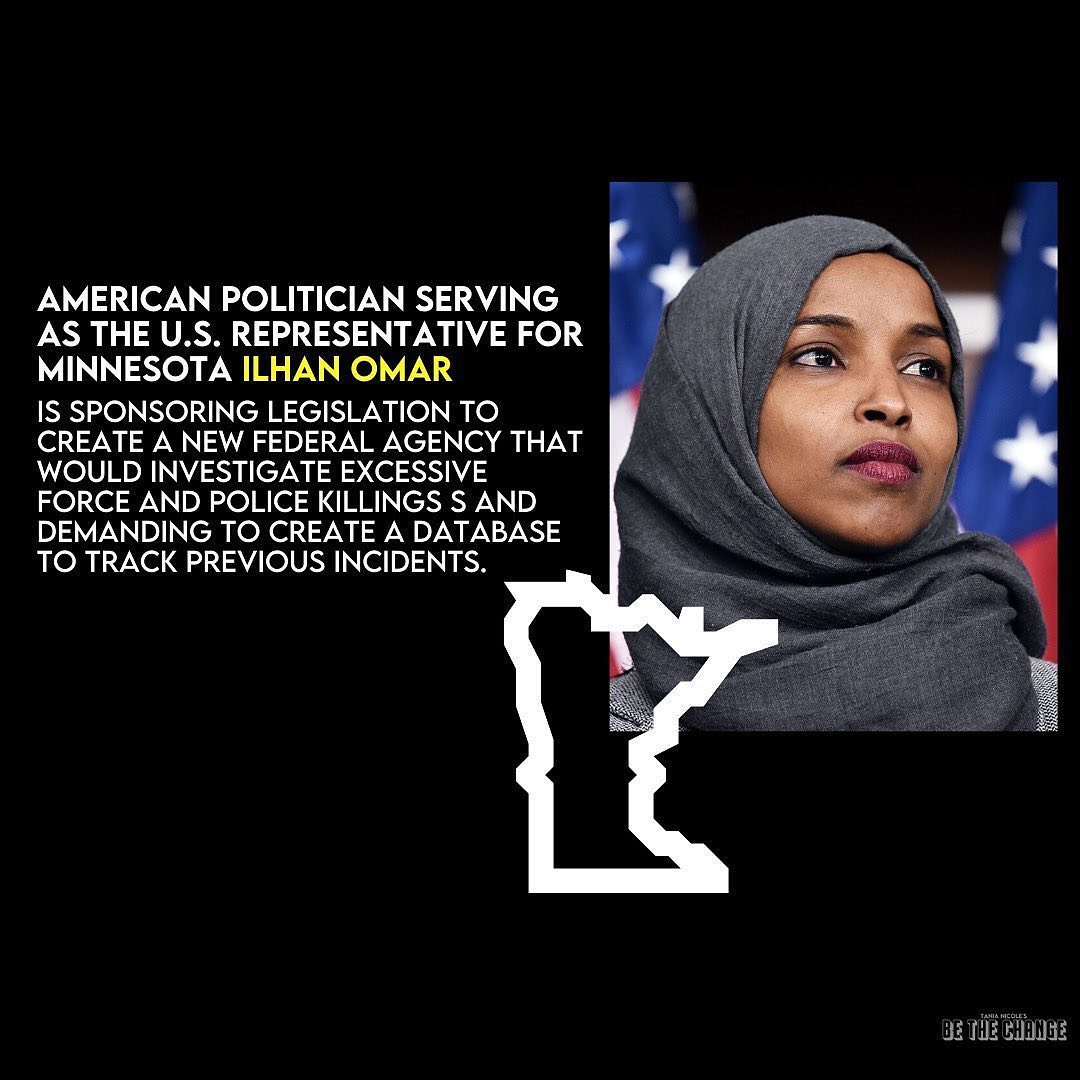 AMERICAN POLITICIAN SERVING
AS THE U.S. REPRESENTATIVE FOR
MINNESOTA ILHAN OMAR
IS SPONSORING LEGISLATION TO
CREATE A NEW FEDERAL AGENCY THAT
WOULD INVESTIGATE EXCESSIVE
FORCE AND POLICE KILLINGS S AND
DEMANDING TO CREATE A DATABASE
TO TRACK PREVIOUS INCIDENTS.
TANIA NICOLE'S
BE THE CHANGE